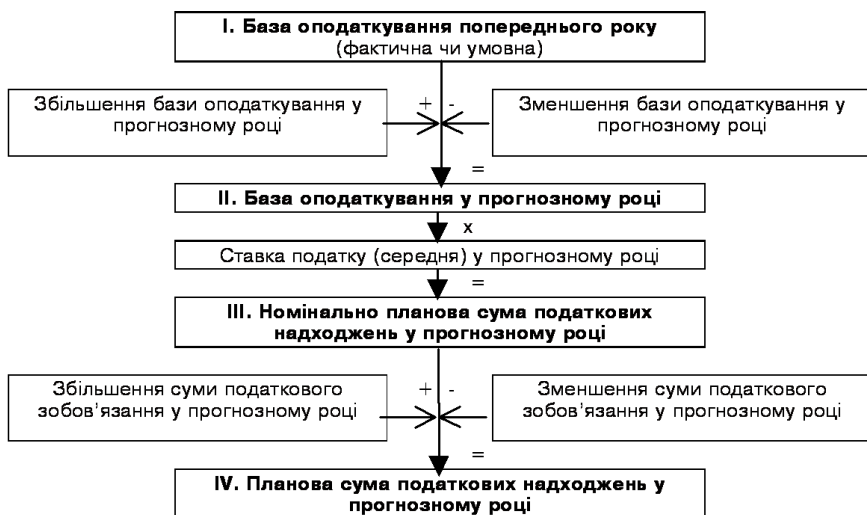 I. База оподаткування попереднього року
(фактична чи умовна)
Збільшення бази оподаткування у
прогнозному році
+ -
Зменшення бази оподаткування у
прогнозному році
=
II. База оподаткування у прогнозному році
x
Ставка податку (середня) у прогнозному році
=
III. Номінально планова сума податкових
надходжень у прогнозному році
Збільшення суми податкового
зобов'язання у прогнозному році
+ -
Зменшення суми податкового
зобов'язання у прогнозному році
=
IV. Планова сума податкових надходжень у
прогнозному році